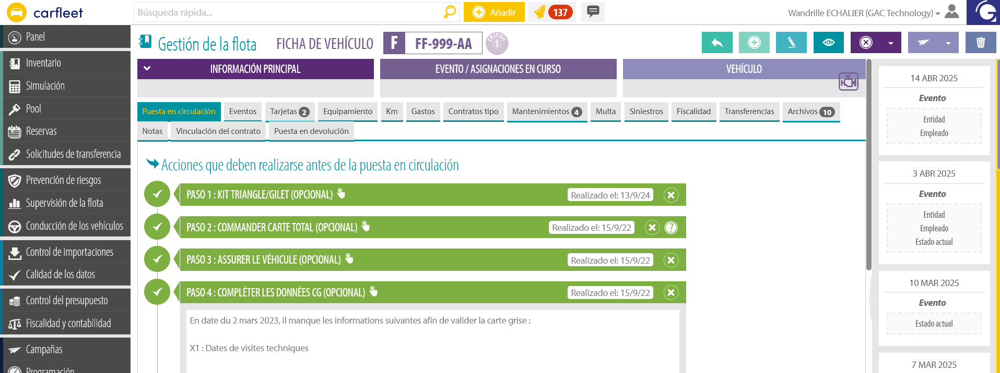 carfleet
Búsqueda rápida...
Añadir
137
Wandrille ECHALIER (GAC Technology)
Panel
Inventario
Simulación
Pool
Reservas
Solicitudes de transferencia
Prevención de riesgos
Supervisión de la flota
Conducción de los vehículos
Control de importaciones
Calidad de los datos
Control del presupuesto
Fiscalidad y contabilidad
Campañas
Programación
Gestión de la flota
FICHA DE VEHÍCULO
F FF-999-AA
CRIT'Air 1
INFORMACIÓN PRINCIPAL
EVENTO / ASIGNACIONES EN CURSO
VEHÍCULO
Puesta en circulación
Eventos
Tarjetas 2
Equipamiento
Km
Gastos
Contratos tipo
Mantenimientos 4
Multa
Siniestros
Fiscalidad
Transferencias
Archivos 10
Notas
Vinculación del contrato
Puesta en devolución
Acciones que deben realizarse antes de la puesta en circulación
PASO 1 : KIT TRIANGLE/GILET (OPCIONAL)
Realizado el: 13/9/24
PASO 2 : COMMANDER CARTE TOTAL (OPCIONAL)
Realizado el: 15/9/22
?
PASO 3 : ASSURER LE VÉHICULE (OPCIONAL)
Realizado el: 15/9/22
PASO 4 : COMPLÉTER LES DONNÉES CG (OPCIONAL)
Realizado el: 15/9/22
En date du 2 mars 2023, il manque les informations suivantes afin de valider la carte grise :
X1 : Dates de visites techniques
14 ABR 2025
Evento
Entidad
Empleado
3 ABR 2025
Evento
Entidad
Empleado
Estado actual
10 MAR 2025
Evento
Estado actual
7 MAR 2025